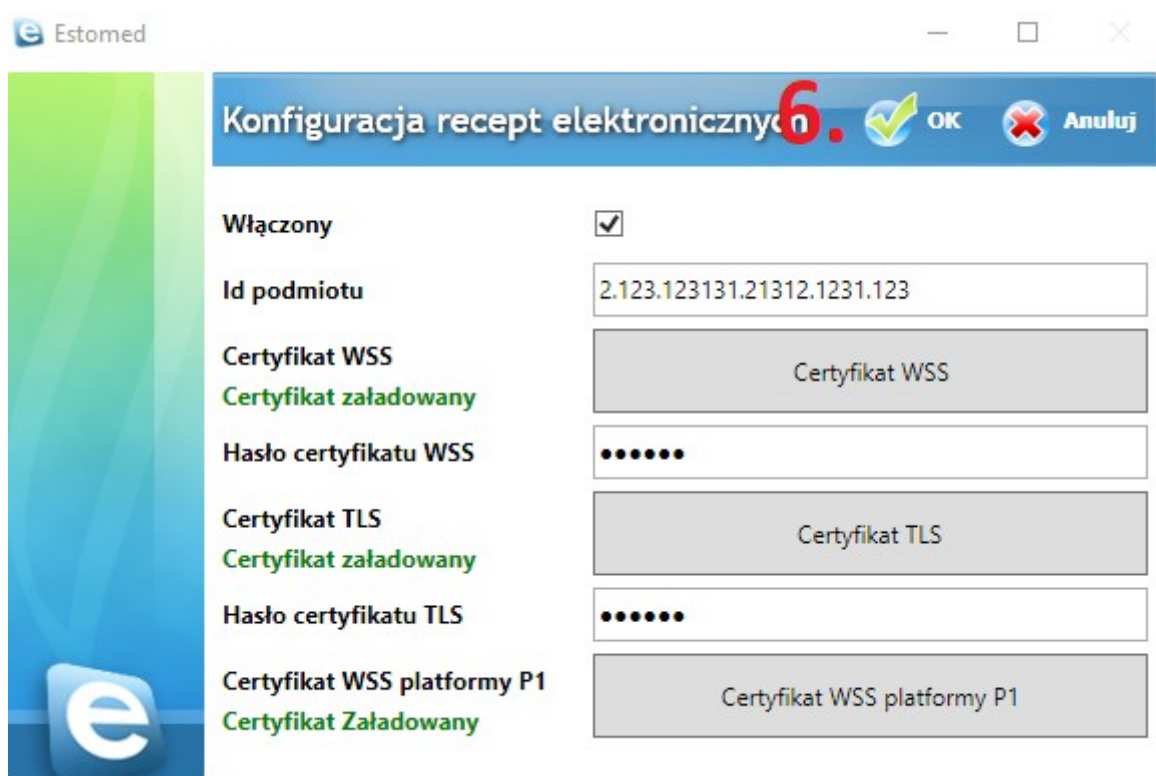 Estomed
Konfiguracja recept elektronicznych 6. OK Anuluj
Włączony
Id podmiotu 2.123.123131.21312.1231.123
Certyfikat WSS Certyfikat WSS
Certyfikat załadowany
Hasło certyfikatu WSS ●●●●●●
Certyfikat TLS Certyfikat TLS
Certyfikat załadowany
Hasło certyfikatu TLS ●●●●●●
Certyfikat WSS platformy P1 Certyfikat WSS platformy P1
Certyfikat Załadowany
e